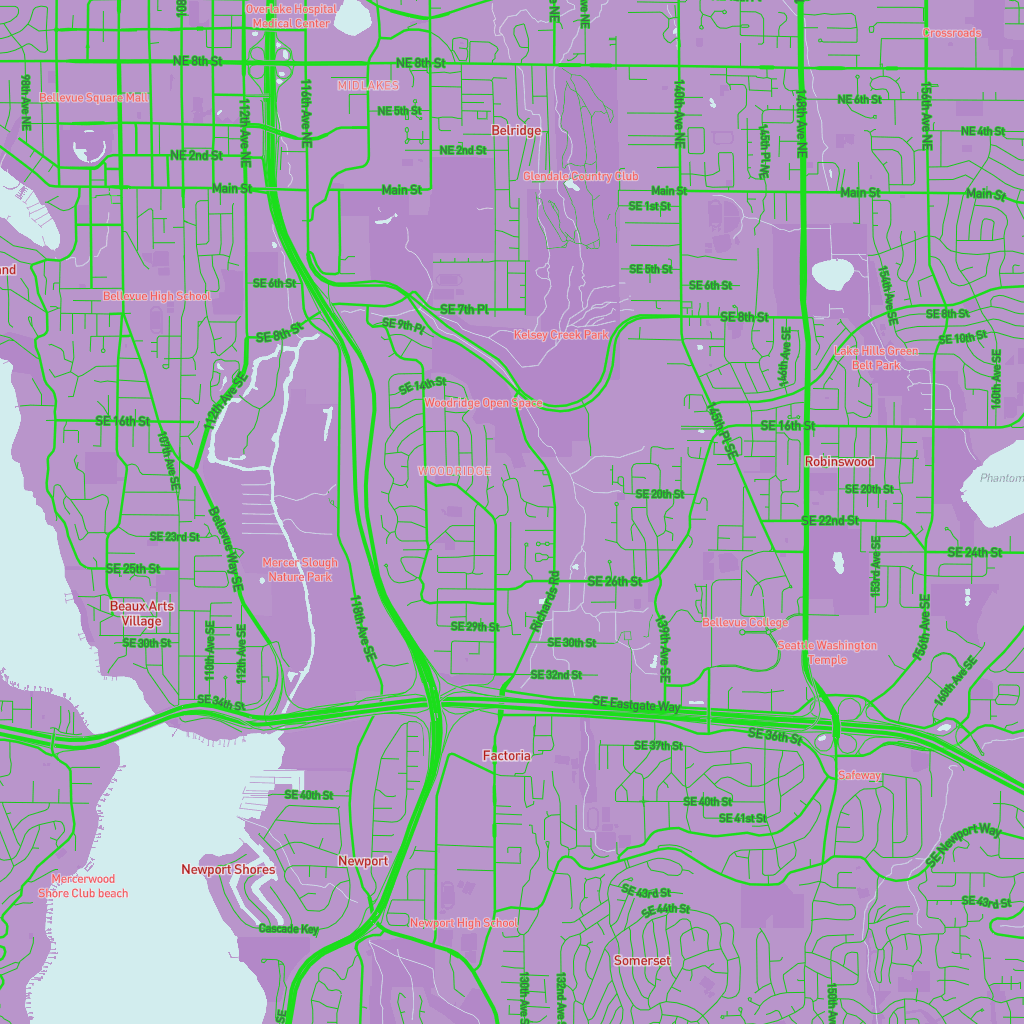 Overlake Hospital
Medical Center
Crossroads
NE 8th St
NE 8th St
MIDLAKES
98th Ave NE
Bellevue Square Mall
112th Ave NE
116th Ave NE
NE 5th St
140th Ave NE
148th Ave NE
NE 6th St
156th Ave NE
Belridge
145th Pl NE
NE 4th St
NE 2nd St
NE 2nd St
Glendale Country Club
Main St
Main St
Main St
Main St
Main St
SE 1st St
SE 5th St
SE 6th St
SE 6th St
154th Ave SE
Bellevue High School
SE 7th Pl
SE 8th St
SE 8th St
SE 8th St
SE 9th Pl
Kelsey Creek Park
SE 10th St
146th Ave SE
Lake Hills Green
Belt Park
160th Ave SE
112th Ave SE
SE 14th St
Woodridge Open Space
SE 16th St
145th Pl SE
SE 16th St
107th Ave SE
WOODRIDGE
Robinswood
Phantom
SE 20th St
SE 20th St
Bellevue Way SE
SE 22nd St
SE 23rd St
SE 24th St
153rd Ave SE
SE 25th St
Mercer Slough
Nature Park
SE 26th St
Richards Rd
Beaux Arts
Village
118th Ave SE
139th Ave SE
Bellevue College
156th Ave SE
SE 29th St
SE 30th St
SE 30th St
110th Ave SE
112th Ave SE
Seattle Washington
Temple
SE 32nd St
160th Ave SE
SE 34th St
SE Eastgate Way
SE 36th St
SE 37th St
Factoria
Safeway
SE 40th St
SE 40th St
SE 41st St
SE Newport Way
Newport
Newport Shores
Mercerwood
Shore Club beach
SE 43rd St
SE 43rd St
SE 44th St
Newport High School
Cascade Key
Somerset